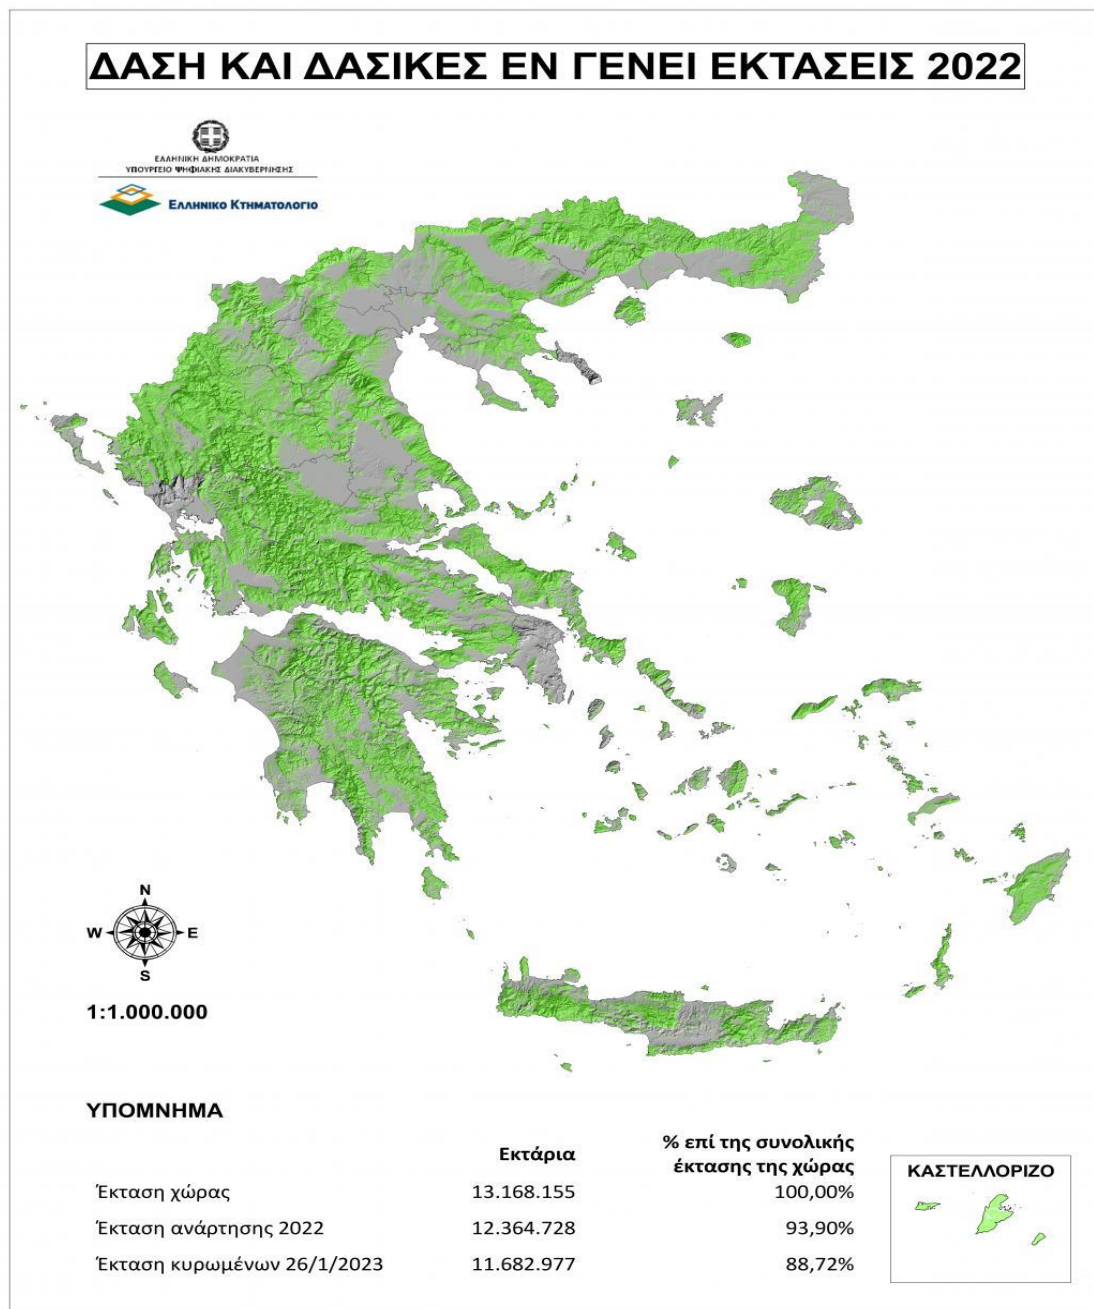 ΔΑΣΗ ΚΑΙ ΔΑΣΙΚΕΣ ΕΝ ΓΕΝΕΙ ΕΚΤΑΣΕΙΣ 2022
ΕΛΛΗΝΙΚΗ ΔΗΜΟΚΡΑΤΙΑ
ΥΠΟΥΡΓΕΙΟ ΨΗΦΙΑΚΗΣ ΔΙΑΚΥΒΕΡΝΗΣΗΣ
ΕΛΛΗΝΙΚΟ ΚΤΗΜΑΤΟΛΟΓΙΟ
N
W E
S
1:1.000.000
ΥΠΟΜΝΗΜΑ
Εκτάρια % επί της συνολικής
έκτασης της χώρας
Έκταση χώρας 13.168.155 100,00%
Έκταση ανάρτησης 2022 12.364.728 93,90%
Έκταση κυρωμένων 26/1/2023 11.682.977 88,72%
ΚΑΣΤΕΛΛΟΡΙΖΟ